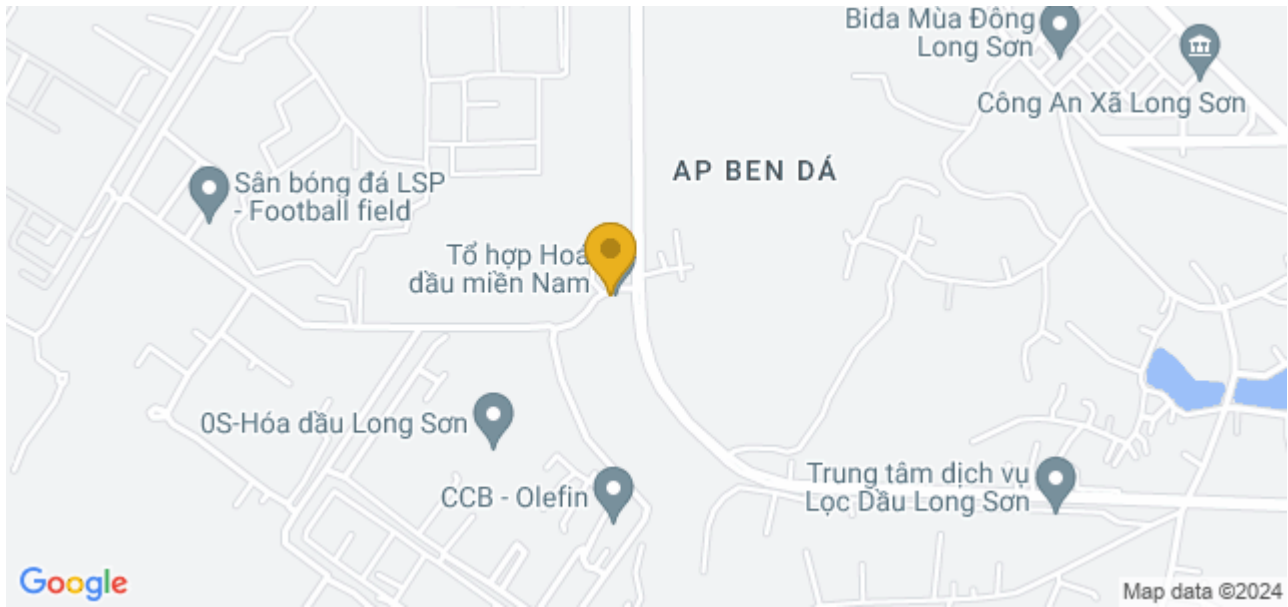 Bida Mùa Đông
Long Sơn
Công An Xã Long Sơn
AP BEN DÁ
Sân bóng đá LSP
- Football field
Tổ hợp Hoá
dầu miền Nam
0S-Hóa dầu Long Sơn
CCB - Olefin
Trung tâm dịch vụ
Lọc Dầu Long Sơn
Google
Map data ©2024